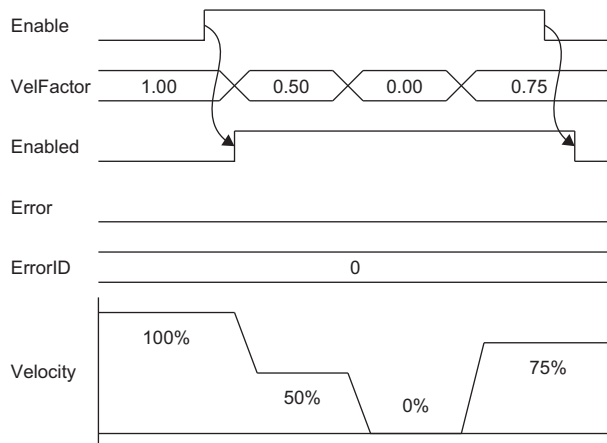 Enable
VelFactor 1.00 0.50 0.00 0.75
Enabled
Error
ErrorID 0
100%
Velocity 50% 0% 75%